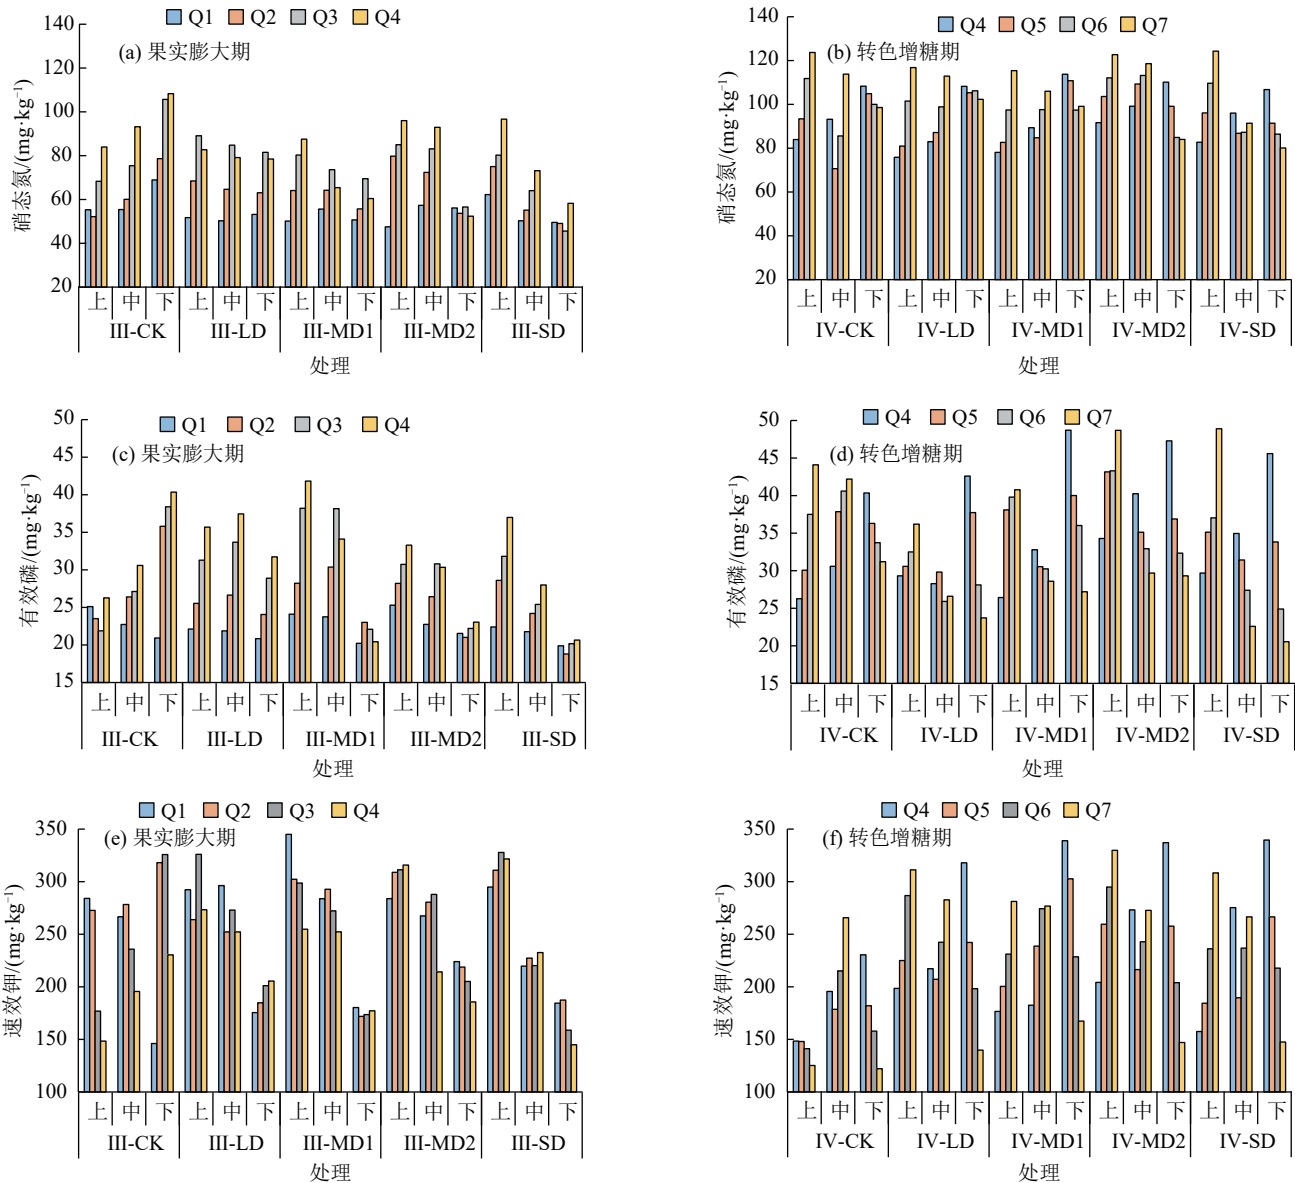 Q1 Q2 Q3 Q4
(a) 果实膨大期
硝态氮/(mg·kg⁻¹)
140
120
100
80
60
40
20
上 中 下 上 中 下 上 中 下 上 中 下 上 中 下
III-CK III-LD III-MD1 III-MD2 III-SD
处理
Q4 Q5 Q6 Q7
(b) 转色增糖期
硝态氮/(mg·kg⁻¹)
140
120
100
80
60
40
20
上 中 下 上 中 下 上 中 下 上 中 下 上 中 下
IV-CK IV-LD IV-MD1 IV-MD2 IV-SD
处理
Q1 Q2 Q3 Q4
(c) 果实膨大期
有效磷/(mg·kg⁻¹)
50
45
40
35
30
25
20
15
上 中 下 上 中 下 上 中 下 上 中 下 上 中 下
III-CK III-LD III-MD1 III-MD2 III-SD
处理
Q4 Q5 Q6 Q7
(d) 转色增糖期
有效磷/(mg·kg⁻¹)
50
45
40
35
30
25
20
15
上 中 下 上 中 下 上 中 下 上 中 下 上 中 下
IV-CK IV-LD IV-MD1 IV-MD2 IV-SD
处理
Q1 Q2 Q3 Q4
(e) 果实膨大期
速效钾/(mg·kg⁻¹)
350
300
250
200
150
100
上 中 下 上 中 下 上 中 下 上 中 下 上 中 下
III-CK III-LD III-MD1 III-MD2 III-SD
处理
Q4 Q5 Q6 Q7
(f) 转色增糖期
速效钾/(mg·kg⁻¹)
350
300
250
200
150
100
上 中 下 上 中 下 上 中 下 上 中 下 上 中 下
IV-CK IV-LD IV-MD1 IV-MD2 IV-SD
处理